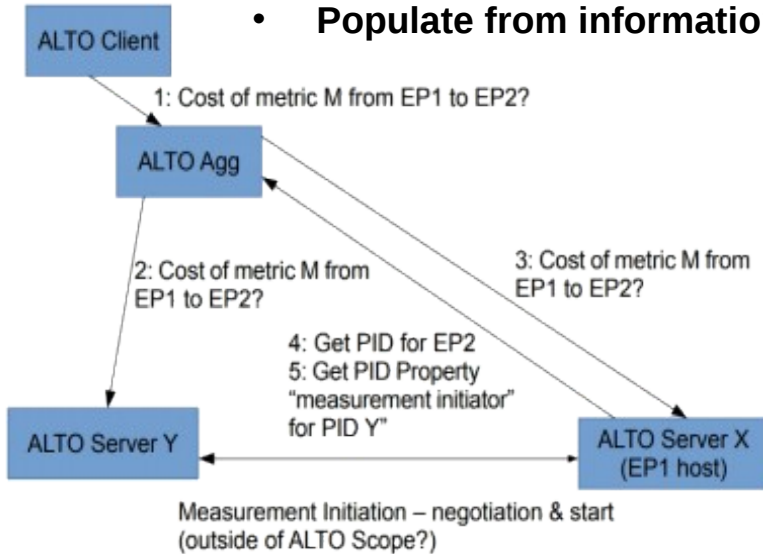 • Populate from informatio
ALTO Client
1: Cost of metric M from EP1 to EP2?
ALTO Agg
2: Cost of metric M from
EP1 to EP2?
3: Cost of metric M from
EP1 to EP2?
4: Get PID for EP2
5: Get PID Property
“measurement initiator”
for PID Y”
ALTO Server Y
ALTO Server X
(EP1 host)
Measurement Initiation – negotiation & start
(outside of ALTO Scope?)